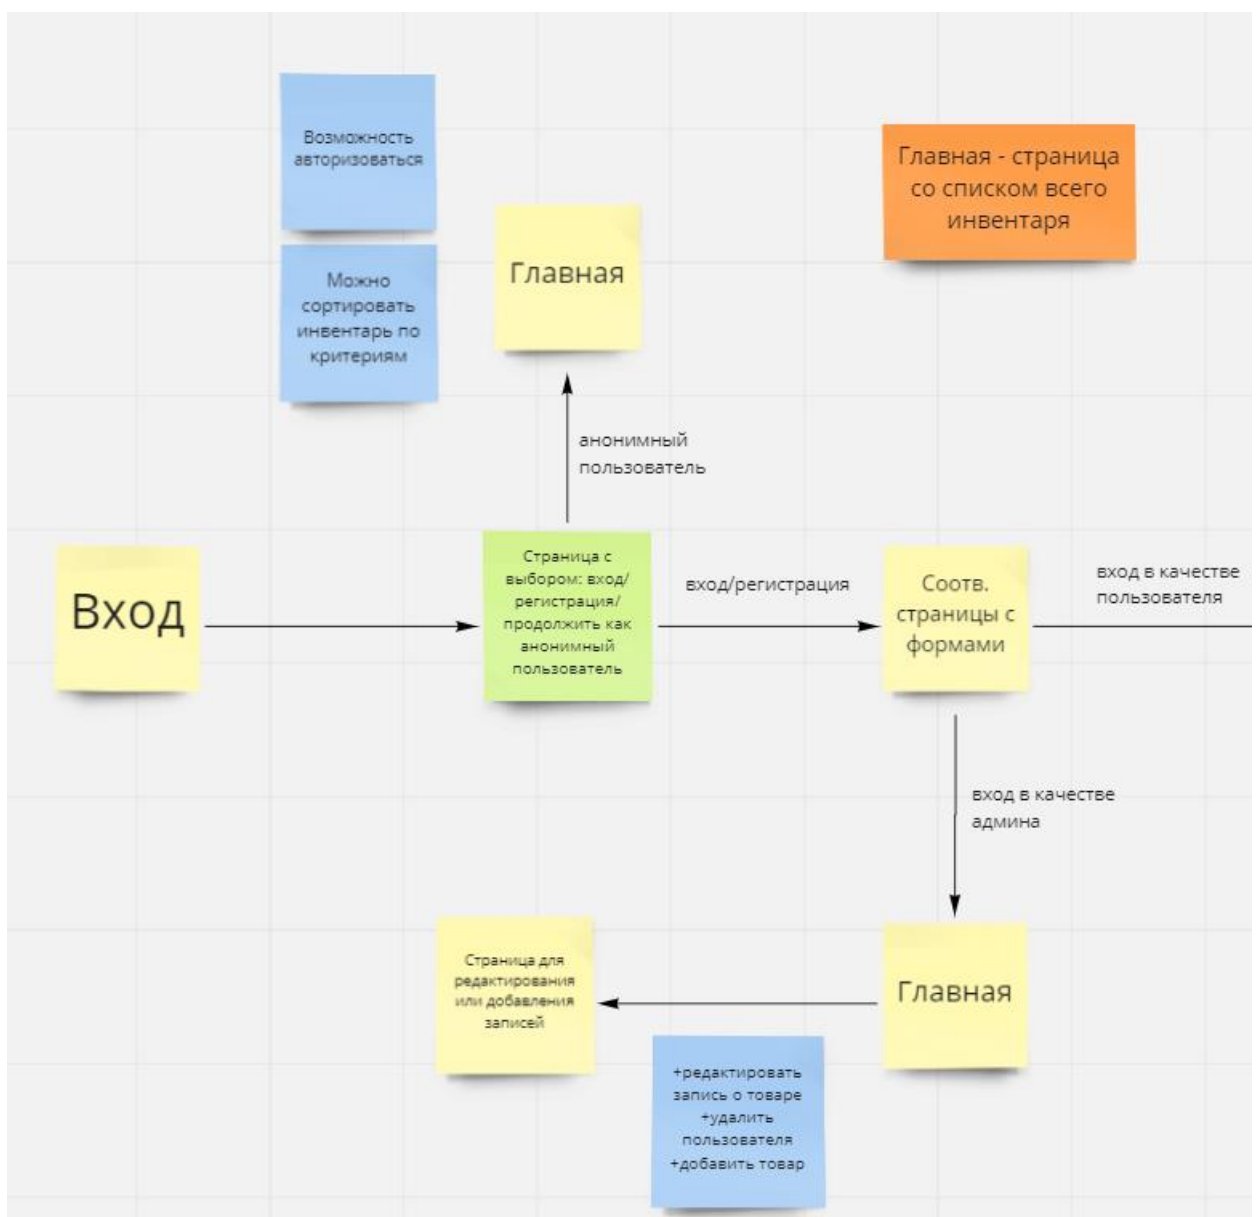 Возможность
авторизоваться
Можно
сортировать
инвентарь по
критериям
Главная
Главная - страница
со списком всего
инвентаря
анонимный
пользователь
Вход
Страница с
выбором: вход/
регистрация/
продолжить как
анонимный
пользователь
вход/регистрация
Соотв.
страницы с
формами
вход в качестве
пользователя
вход в качестве
админа
Главная
Страница для
редактирования
или добавления
записей
+редактировать
запись о товаре
+удалить
пользователя
+добавить товар